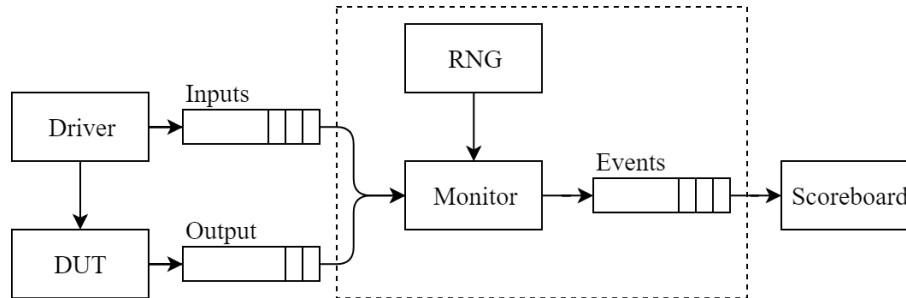 RNG
Inputs
Driver
Events
Monitor
Scoreboard
Output
DUT